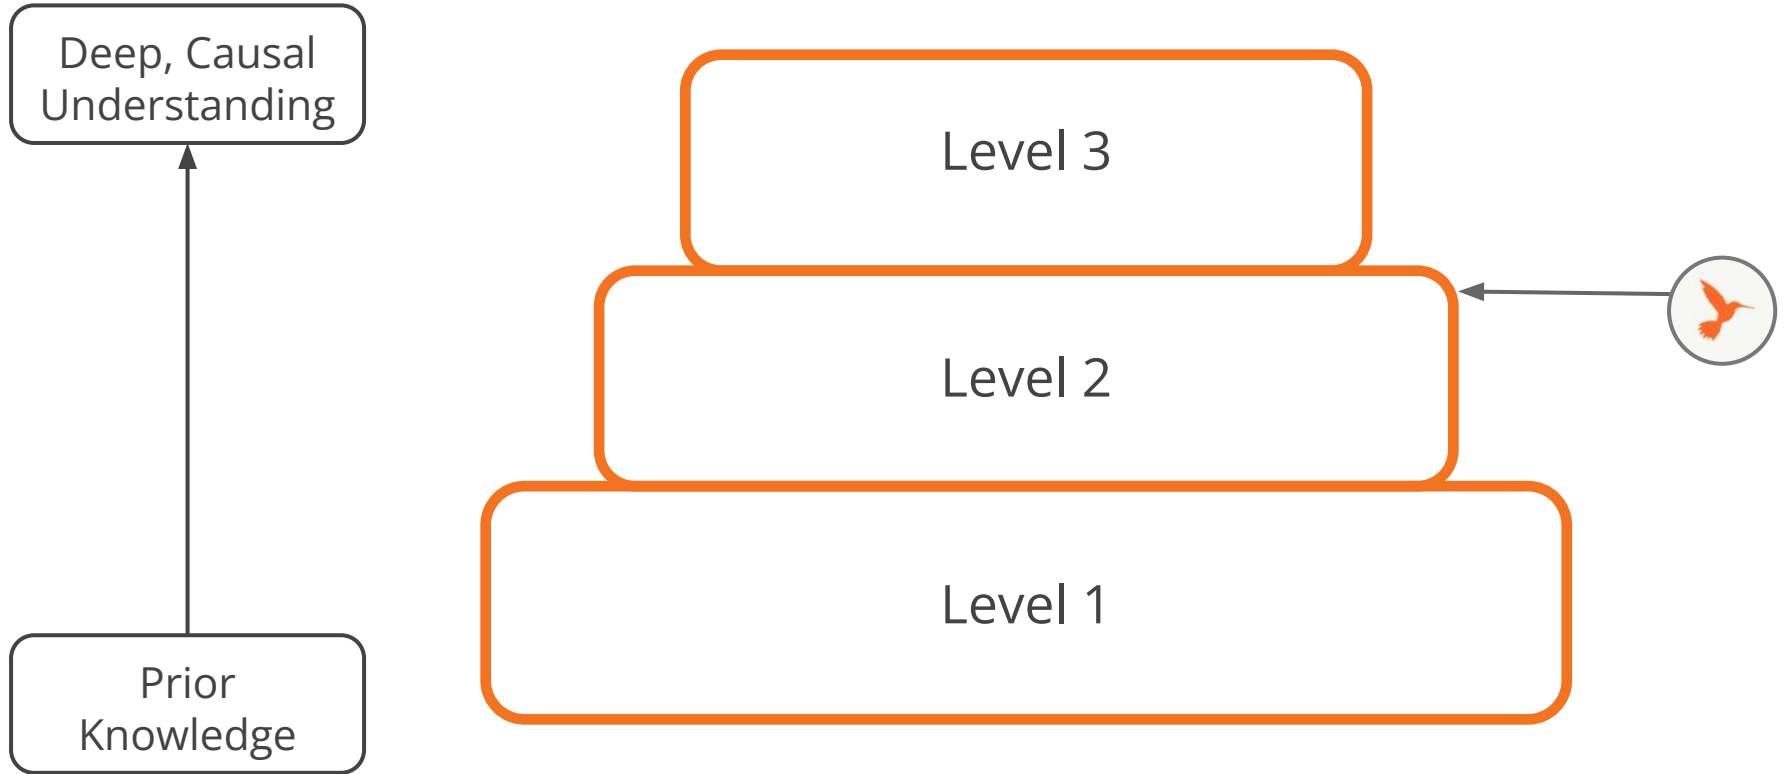 Deep, Causal
Understanding
Level 3
Level 2
Level 1
Prior
Knowledge